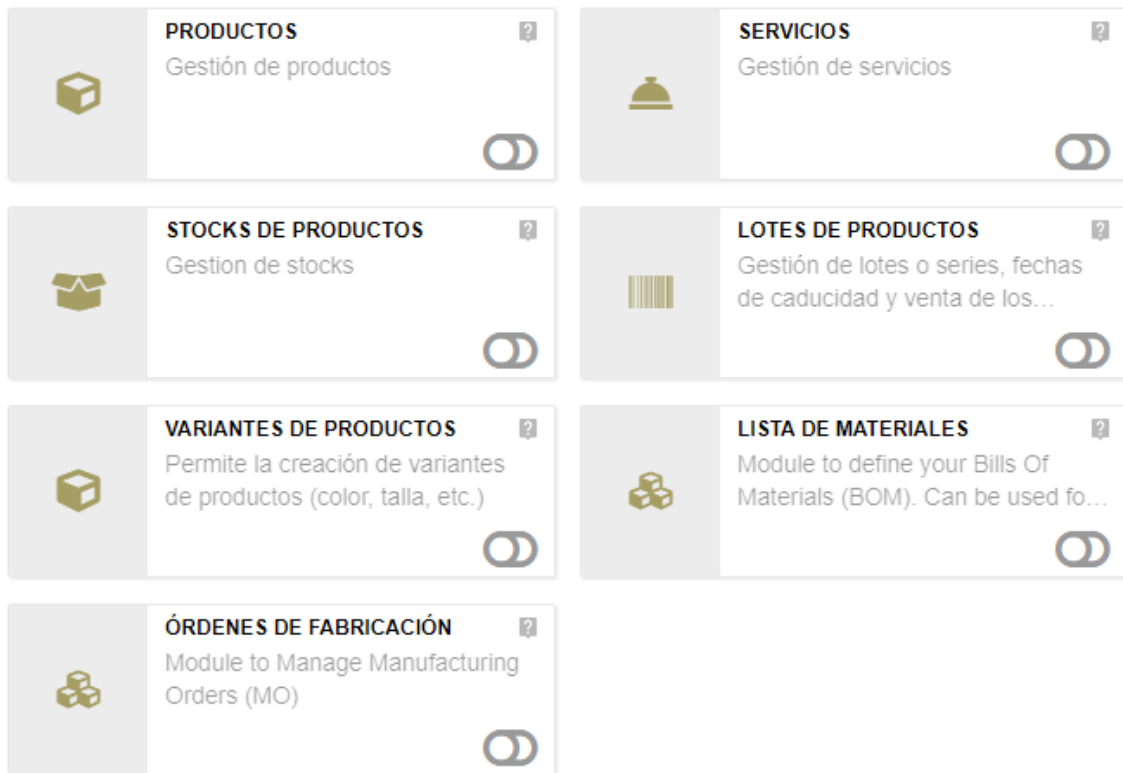 PRODUCTOS
Gestión de productos
SERVICIOS
Gestión de servicios
STOCKS DE PRODUCTOS
Gestion de stocks
LOTES DE PRODUCTOS
Gestión de lotes o series, fechas
de caducidad y venta de los...
VARIANTES DE PRODUCTOS
Permite la creación de variantes
de productos (color, talla, etc.)
LISTA DE MATERIALES
Module to define your Bills Of
Materials (BOM). Can be used fo...
ÓRDENES DE FABRICACIÓN
Module to Manage Manufacturing
Orders (MO)